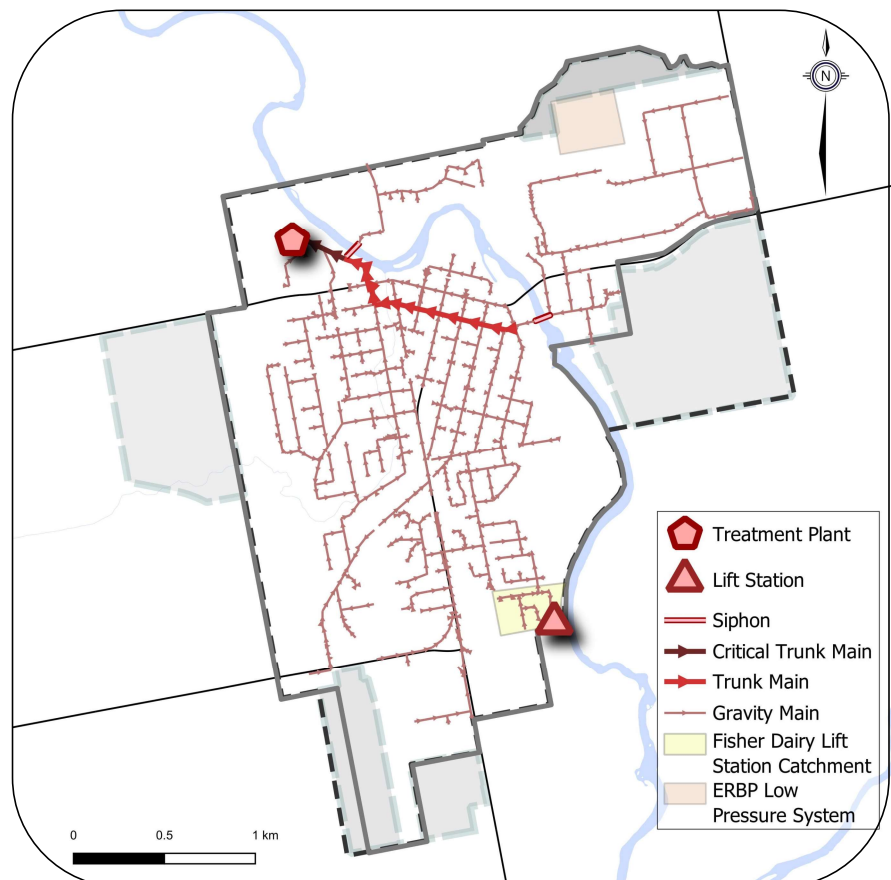 N
Treatment Plant
Lift Station
Siphon
Critical Trunk Main
Trunk Main
Gravity Main
Fisher Dairy Lift
Station Catchment
ERBP Low
Pressure System
0 0.5 1 km